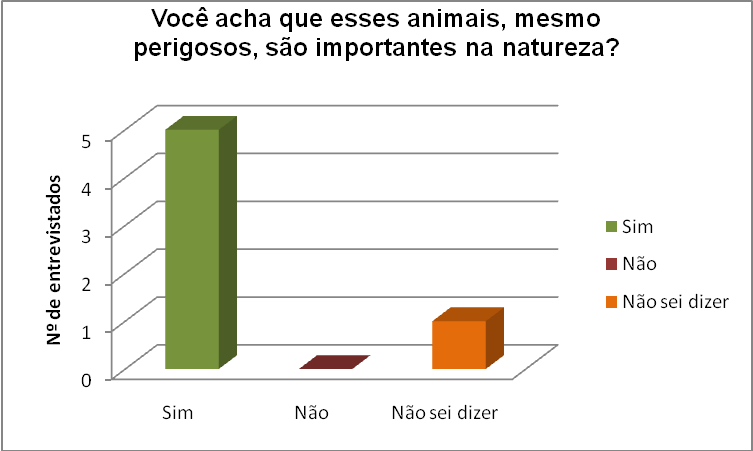 Você acha que esses animais, mesmo
perigosos, são importantes na natureza?
Nº de entrevistados
5
4
3
2
1
0
Sim
Não
Não sei dizer
Sim
Não
Não sei dizer